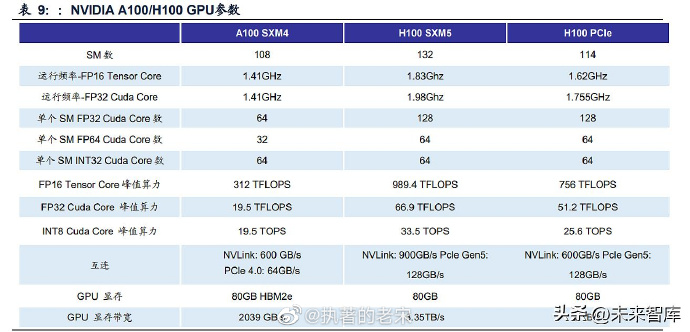 表 9: : NVIDIA A100/H100 GPU参数
A100 SXM4 H100 SXM5 H100 PCIe
SM 数 108 132 114
运行频率-FP16 Tensor Core 1.41GHz 1.83Ghz 1.62GHz
运行频率-FP32 Cuda Core 1.41GHz 1.98Ghz 1.755GHz
单个 SM FP32 Cuda Core 数 64 128 128
单个 SM FP64 Cuda Core 数 32 64 64
单个 SM INT32 Cuda Core 数 64 64 64
FP16 Tensor Core 峰值算力 312 TFLOPS 989.4 TFLOPS 756 TFLOPS
FP32 Cuda Core 峰值算力 19.5 TFLOPS 66.9 TFLOPS 51.2 TFLOPS
INT8 Cuda Core 峰值算力 19.5 TOPS 33.5 TOPS 25.6 TOPS
互连 NVLink: 600 GB/s NVLink: 900GB/s PcIe Gen5: NVLink: 600GB/s PcIe Gen5:
PCIe 4.0: 64GB/s 128GB/s 128GB/s
GPU 显存 80GB HBM2e 80GB 80GB
GPU 显存带宽 2039 GB/s 3.35TB/s
@执著的老宋
头条 @未来智库